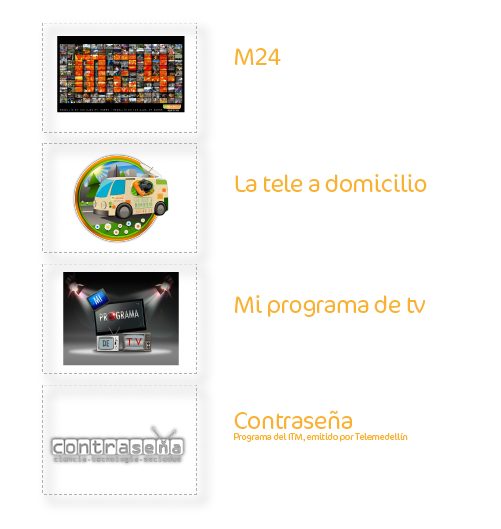 M24
M24
La tele a domicilio
MI
PROGRAMA
DE TV
Mi programa de tv
contraseña
ciencia-tecnología-sociedad
Contraseña
Programa del ITM, emitido por Telemedellín